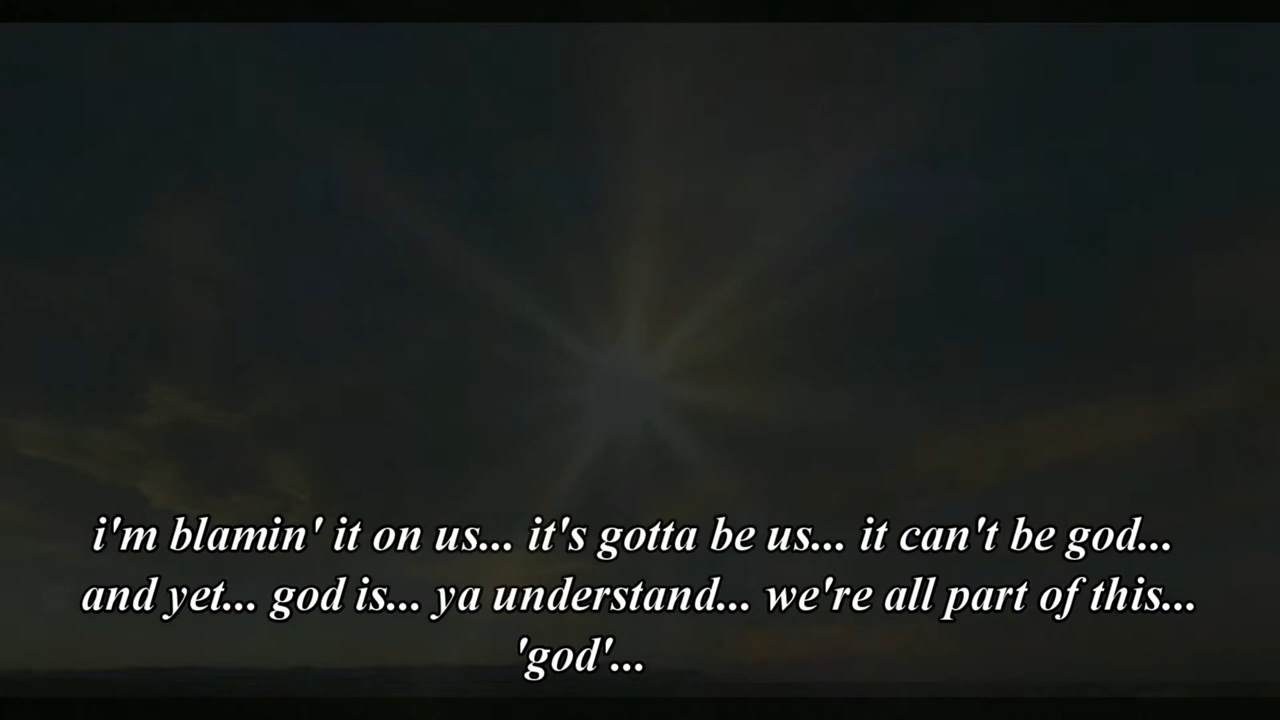 i'm blamin' it on us... it's gotta be us... it can't be god...
and yet... god is... ya understand... we're all part of this...
'god'...